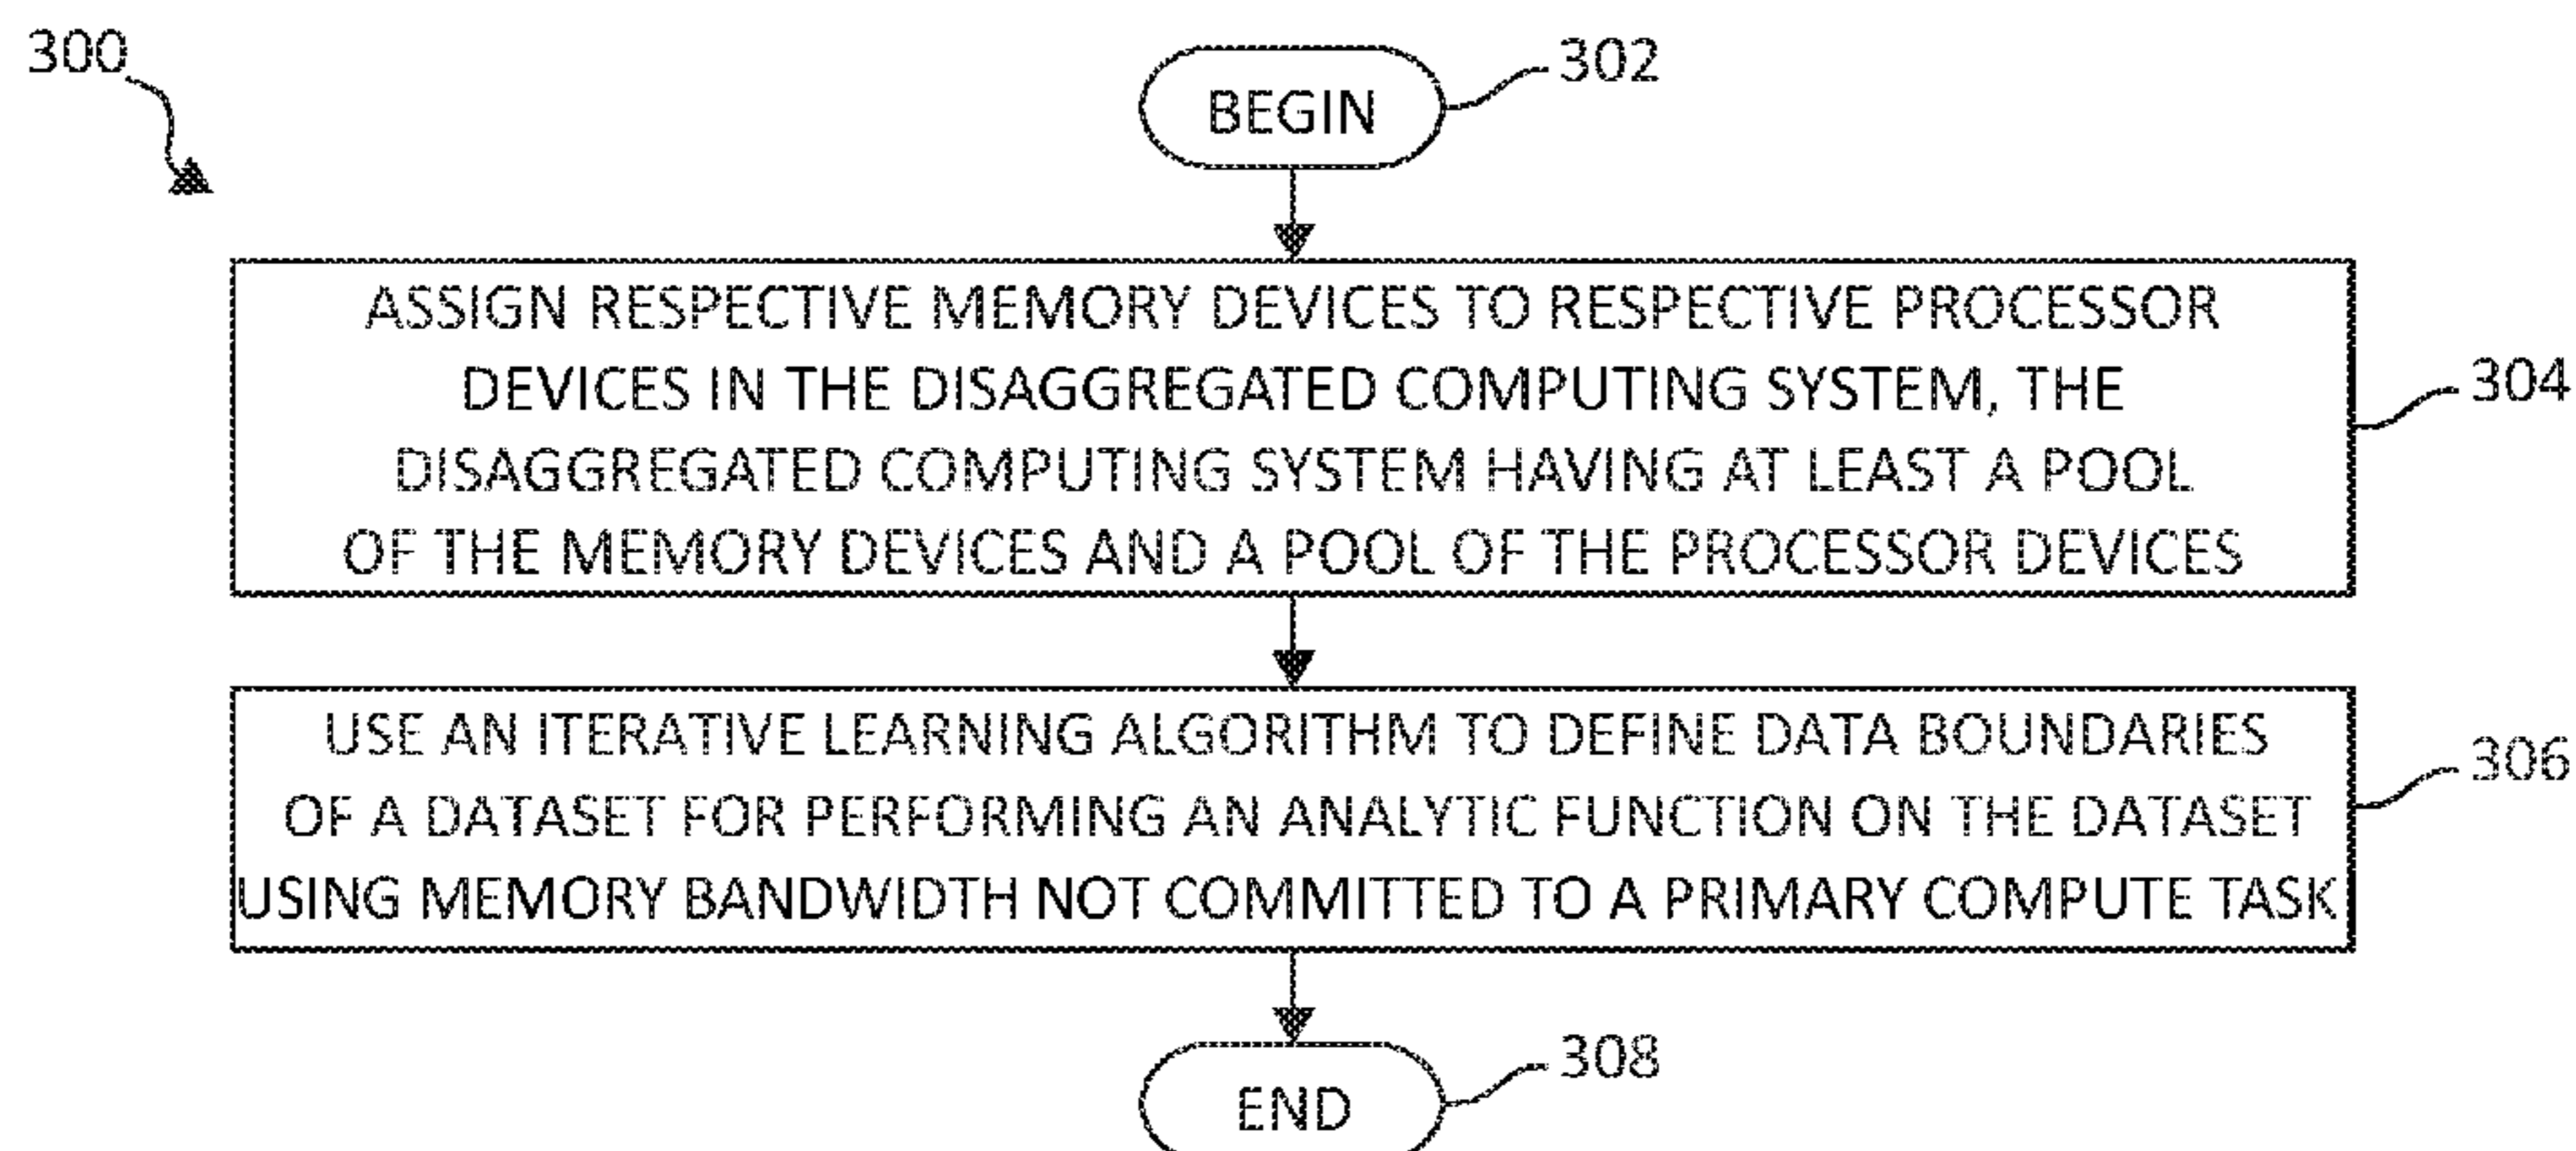 300
302
BEGIN
ASSIGN RESPECTIVE MEMORY DEVICES TO RESPECTIVE PROCESSOR
DEVICES IN THE DISAGGREGATED COMPUTING SYSTEM, THE
DISAGGREGATED COMPUTING SYSTEM HAVING AT LEAST A POOL
OF THE MEMORY DEVICES AND A POOL OF THE PROCESSOR DEVICES
304
USE AN ITERATIVE LEARNING ALGORITHM TO DEFINE DATA BOUNDARIES
OF A DATASET FOR PERFORMING AN ANALYTIC FUNCTION ON THE DATASET
USING MEMORY BANDWIDTH NOT COMMITTED TO A PRIMARY COMPUTE TASK
306
308
END